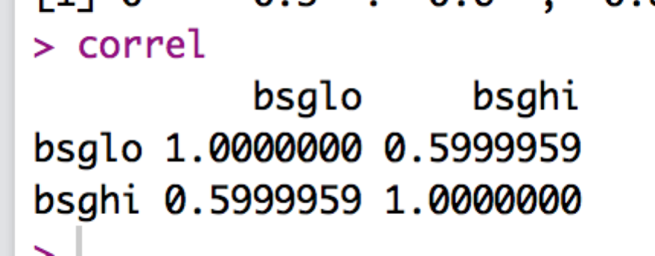 > correl
bsglo bsghi
bsglo 1.0000000 0.5999959
bsghi 0.5999959 1.0000000
>